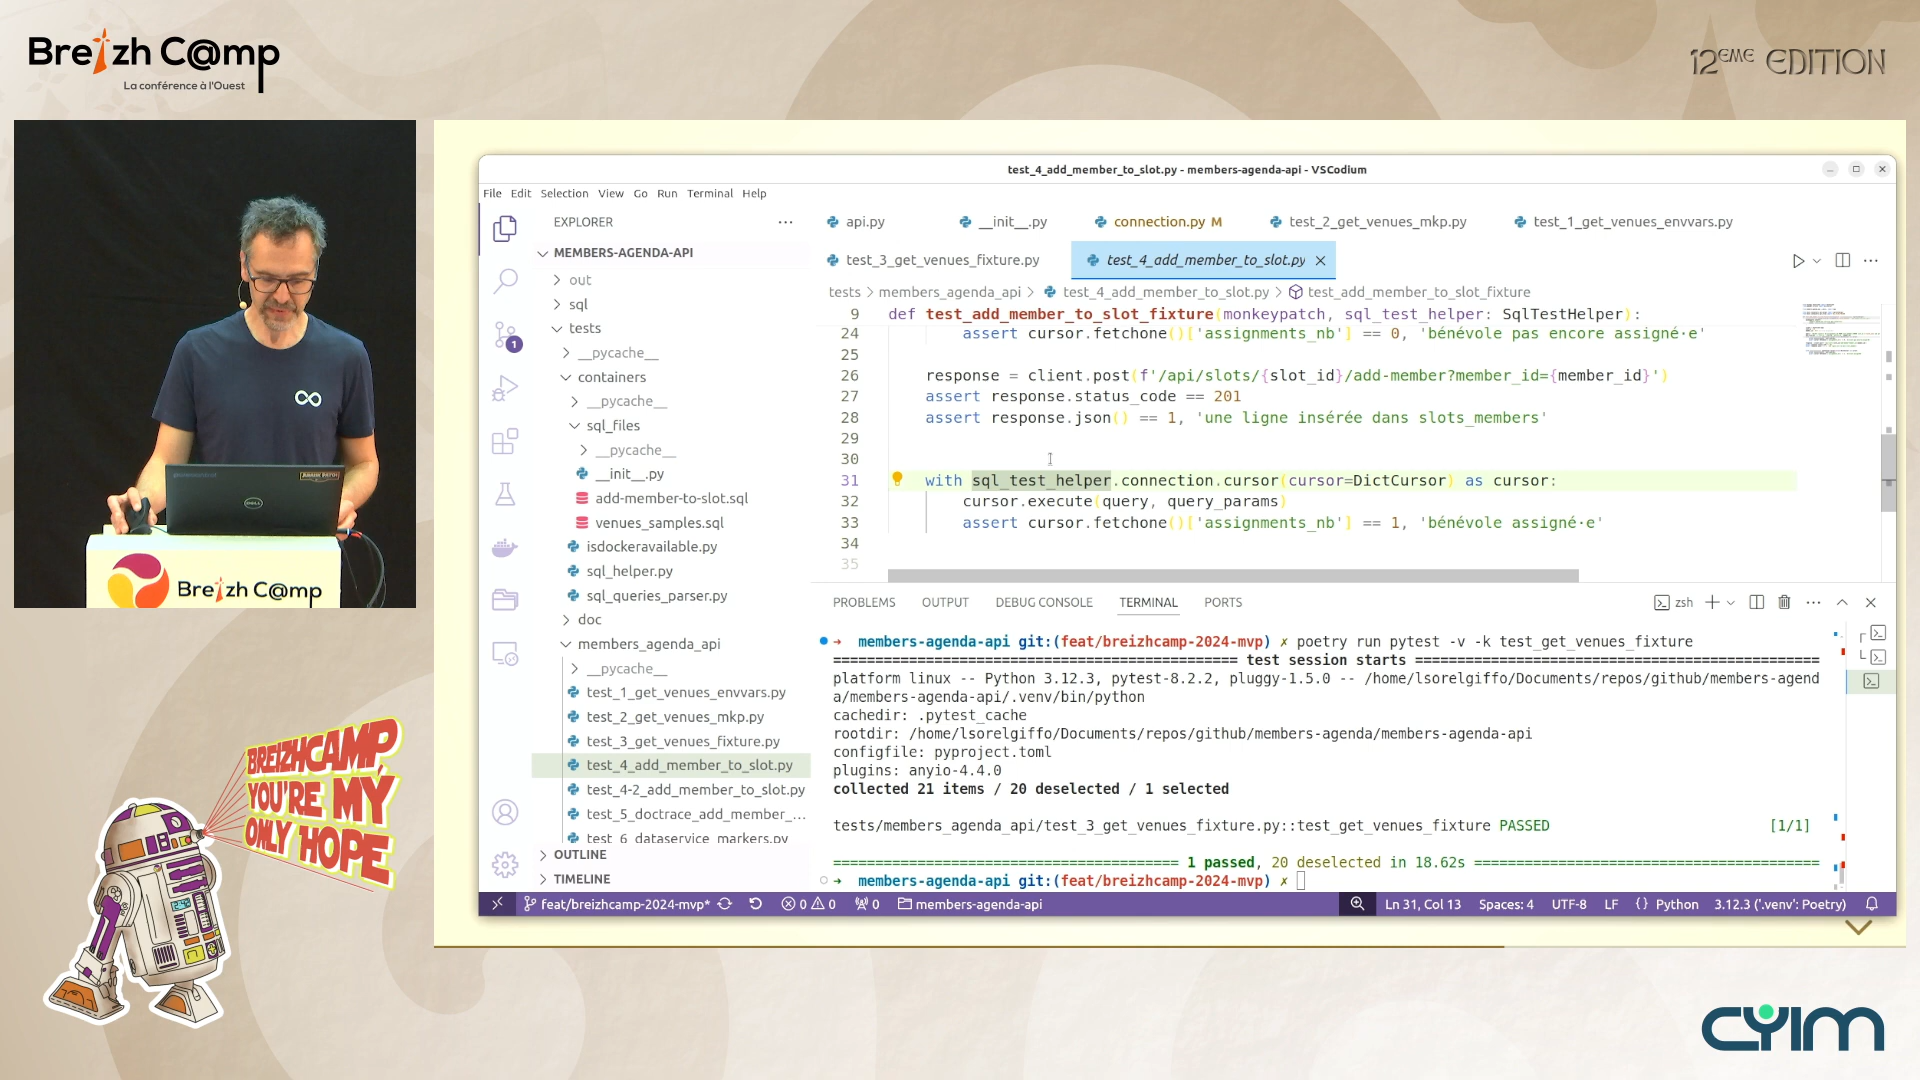 Breizh C@mp
La conférence à l'Ouest
12ÈME EDITION
DELL
Breizh C@mp
BREIZHCAMP,
YOU'RE MY
ONLY HOPE
test_4_add_member_to_slot.py - members-agenda-api - VSCodium
File Edit Selection View Go Run Terminal Help
EXPLORER
MEMBERS-AGENDA-API
out
sql
tests
__pycache__
containers
__pycache__
sql_files
__pycache__
__init__.py
add-member-to-slot.sql
venues_samples.sql
isdockeravailable.py
sql_helper.py
sql_queries_parser.py
doc
members_agenda_api
__pycache__
test_1_get_venues_envvars.py
test_2_get_venues_mkp.py
test_3_get_venues_fixture.py
test_4_add_member_to_slot.py
test_4-2_add_member_to_slot.py
test_5_doctrace_add_member_...
test_6_dataservice_markers.py
OUTLINE
TIMELINE
1
api.py __init__.py connection.py M test_2_get_venues_mkp.py test_1_get_venues_envvars.py
test_3_get_venues_fixture.py test_4_add_member_to_slot.py
tests > members_agenda_api > test_4_add_member_to_slot.py > test_add_member_to_slot_fixture
9 def test_add_member_to_slot_fixture(monkeypatch, sql_test_helper: SqlTestHelper):
24 assert cursor.fetchone()['assignments_nb'] == 0, 'bénévole pas encore assigné·e'
25
26 response = client.post(f'/api/slots/{slot_id}/add-member?member_id={member_id}')
27 assert response.status_code == 201
28 assert response.json() == 1, 'une ligne insérée dans slots_members'
29
30
31 with sql_test_helper.connection.cursor(cursor=DictCursor) as cursor:
32 cursor.execute(query, query_params)
33 assert cursor.fetchone()['assignments_nb'] == 1, 'bénévole assigné·e'
34
35
PROBLEMS OUTPUT DEBUG CONSOLE TERMINAL PORTS
zsh
➜ members-agenda-api git:(feat/breizhcamp-2024-mvp) ✗ poetry run pytest -v -k test_get_venues_fixture
================================================ test session starts ================================================
platform linux -- Python 3.12.3, pytest-8.2.2, pluggy-1.5.0 -- /home/lsorelgiffo/Documents/repos/github/members-agend
a/members-agenda-api/.venv/bin/python
cachedir: .pytest_cache
rootdir: /home/lsorelgiffo/Documents/repos/github/members-agenda/members-agenda-api
configfile: pyproject.toml
plugins: anyio-4.4.0
collected 21 items / 20 deselected / 1 selected
tests/members_agenda_api/test_3_get_venues_fixture.py::test_get_venues_fixture PASSED [1/1]
========================================= 1 passed, 20 deselected in 18.62s =========================================
➜ members-agenda-api git:(feat/breizhcamp-2024-mvp) ✗
feat/breizhcamp-2024-mvp* 0 0 0 members-agenda-api Ln 31, Col 13 Spaces: 4 UTF-8 LF {} Python 3.12.3 ('.venv': Poetry)
CYIM